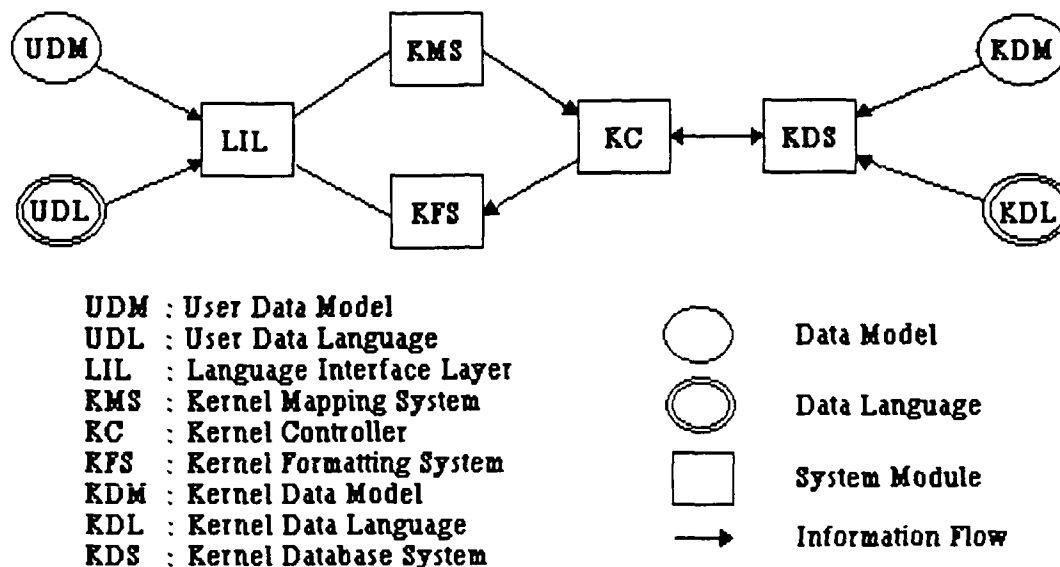 UDM
KMS
KDM
LIL
KC
KDS
UDL
KFS
KDL
UDM : User Data Model
UDL : User Data Language
LIL : Language Interface Layer
KMS : Kernel Mapping System
KC : Kernel Controller
KFS : Kernel Formatting System
KDM : Kernel Data Model
KDL : Kernel Data Language
KDS : Kernel Database System
Data Model
Data Language
System Module
Information Flow